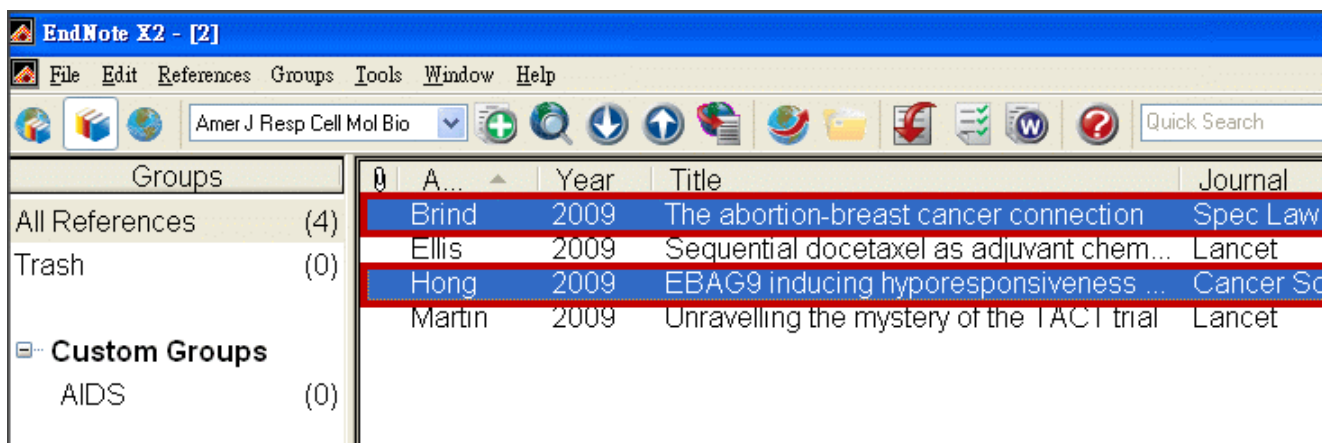 EndNote X2 - [2]
File Edit References Groups Tools Window Help
Amer J Resp Cell Mol Bio Quick Search
Groups
All References (4)
Trash (0)
Custom Groups
AIDS (0)
A... Year Title Journal
Brind 2009 The abortion-breast cancer connection Spec Law
Ellis 2009 Sequential docetaxel as adjuvant chem... Lancet
Hong 2009 EBAG9 inducing hyporesponsiveness ... Cancer Sc
Martin 2009 Unravelling the mystery of the TACT trial Lancet